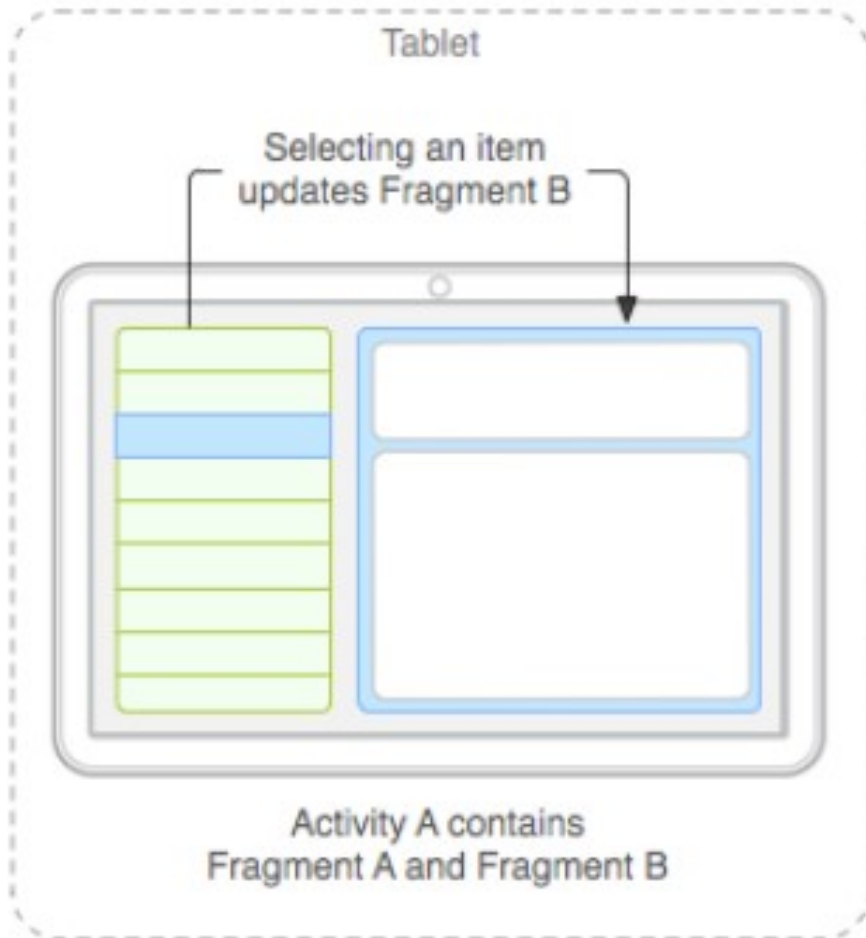 Tablet
Selecting an item
updates Fragment B
Activity A contains
Fragment A and Fragment B